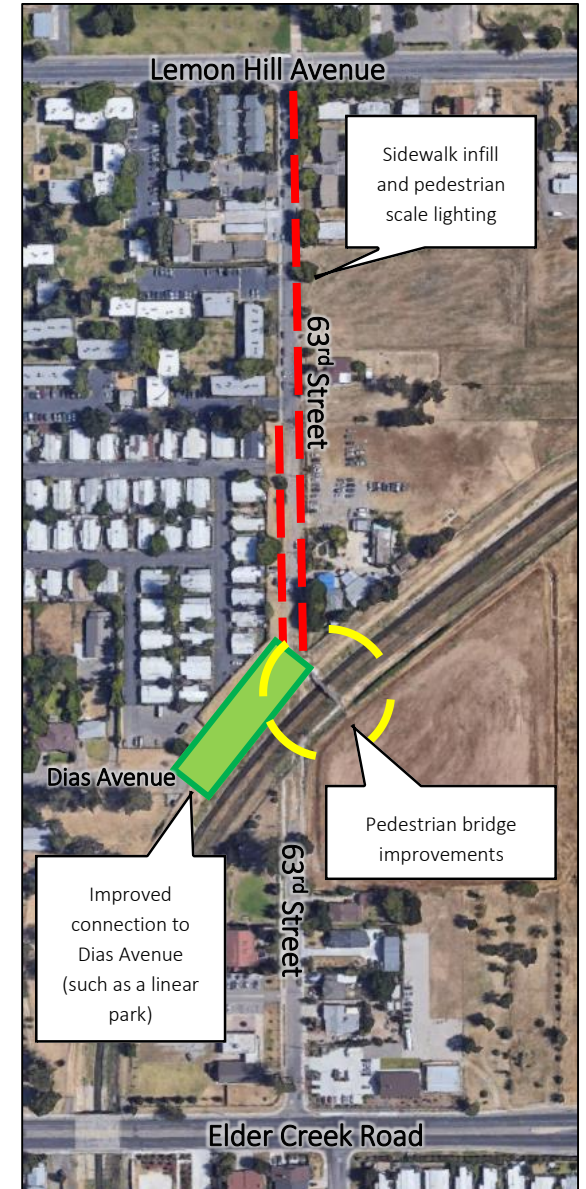 Lemon Hill Avenue
Sidewalk infill
and pedestrian
scale lighting
63rd Street
Dias Avenue
Pedestrian bridge
improvements
Improved
connection to
Dias Avenue
(such as a linear
park)
63rd Street
Elder Creek Road